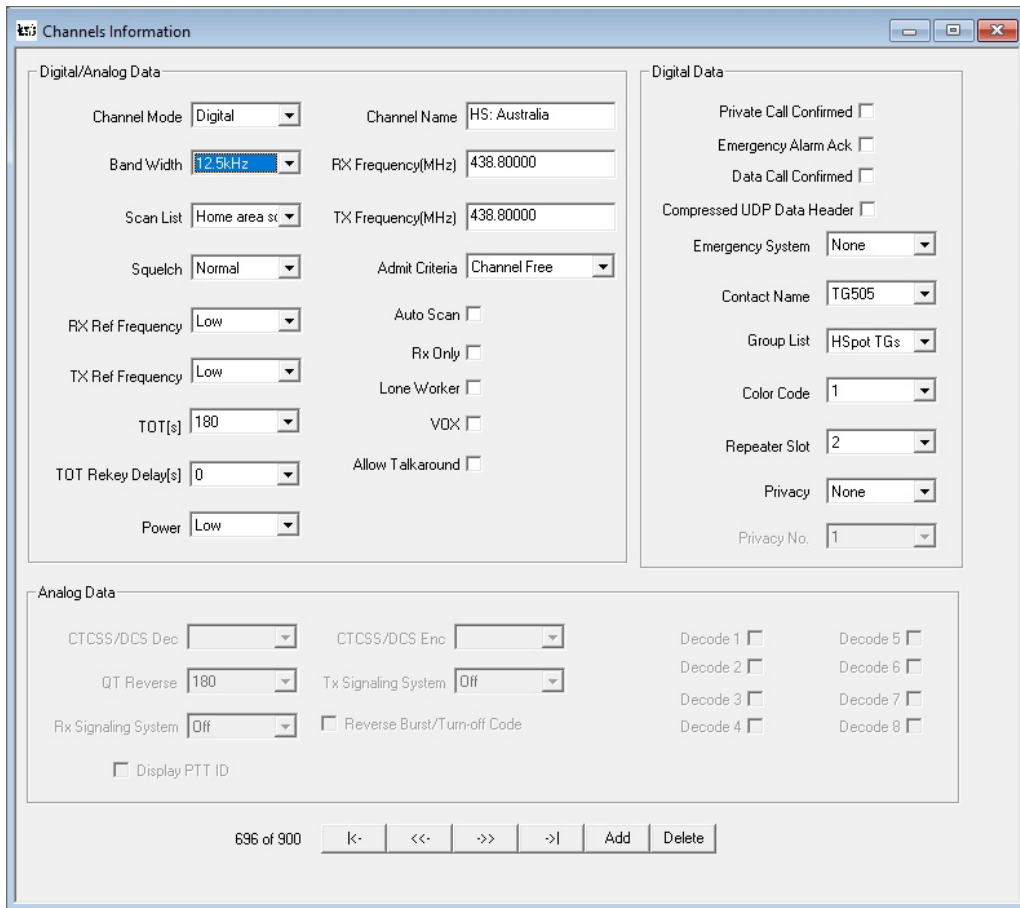 Channels Information
Digital/Analog Data
Channel Mode Digital
Channel Name HS: Australia
Band Width 12.5kHz
RX Frequency(MHz) 438.80000
Scan List Home area sc
TX Frequency(MHz) 438.80000
Squelch Normal
Admit Criteria Channel Free
RX Ref Frequency Low
Auto Scan
Rx Only
TX Ref Frequency Low
Lone Worker
TOT[s] 180
VOX
TOT Rekey Delay[s] 0
Allow Talkaround
Power Low
Digital Data
Private Call Confirmed
Emergency Alarm Ack
Data Call Confirmed
Compressed UDP Data Header
Emergency System None
Contact Name TG505
Group List HSpot TGs
Color Code 1
Repeater Slot 2
Privacy None
Privacy No. 1
Analog Data
CTCSS/DCS Dec
CTCSS/DCS Enc
Decode 1
Decode 5
QT Reverse 180
Tx Signaling System Off
Decode 2
Decode 6
Rx Signaling System Off
Reverse Burst/Turn-off Code
Decode 3
Decode 7
Decode 4
Decode 8
Display PTT ID
696 of 900 |<- <<- ->> ->| Add Delete